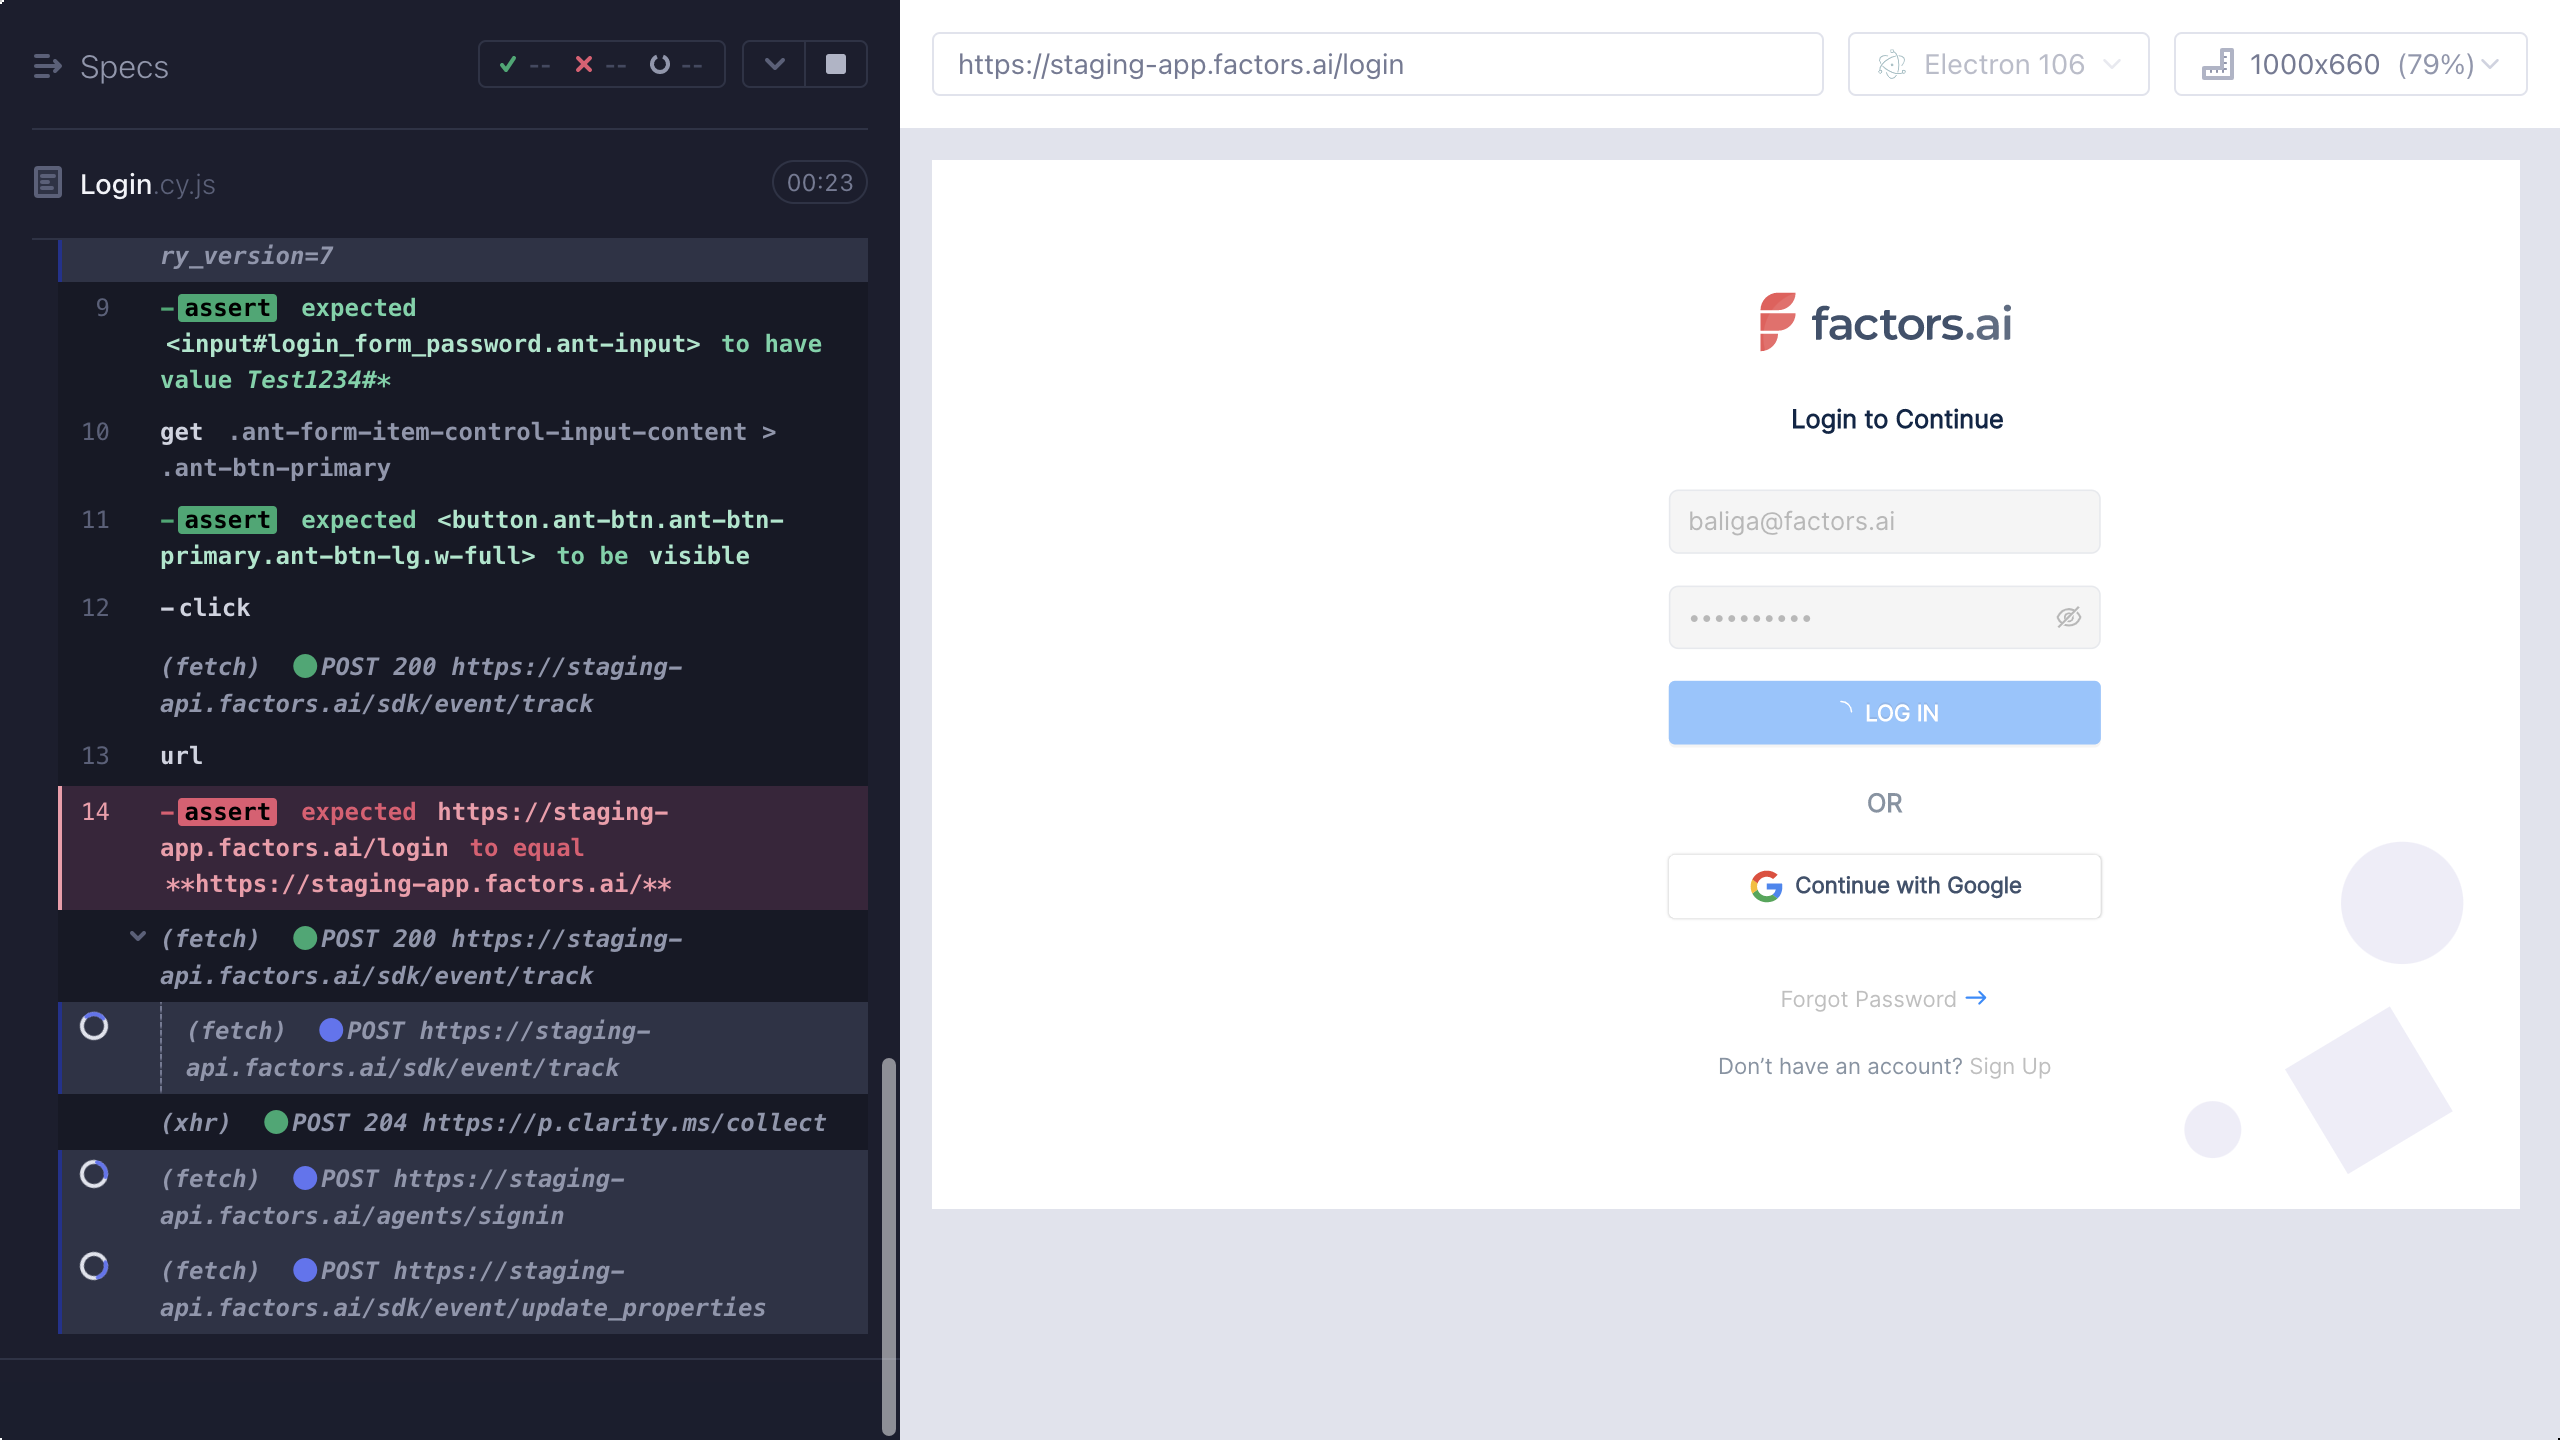 Specs
-- -- --
Login.cy.js 00:23
ry_version=7
9 -assert expected
<input#login_form_password.ant-input> to have
value Test1234#*
10 get .ant-form-item-control-input-content >
.ant-btn-primary
11 -assert expected <button.ant-btn.ant-btn-
primary.ant-btn-lg.w-full> to be visible
12 -click
(fetch) POST 200 https://staging-
api.factors.ai/sdk/event/track
13 url
14 -assert expected https://staging-
app.factors.ai/login to equal
**https://staging-app.factors.ai/**
(fetch) POST 200 https://staging-
api.factors.ai/sdk/event/track
(fetch) POST https://staging-
api.factors.ai/sdk/event/track
(xhr) POST 204 https://p.clarity.ms/collect
(fetch) POST https://staging-
api.factors.ai/agents/signin
(fetch) POST https://staging-
api.factors.ai/sdk/event/update_properties
https://staging-app.factors.ai/login
Electron 106
1000x660 (79%)
factors.ai
Login to Continue
baliga@factors.ai
••••••••••
LOG IN
OR
Continue with Google
Forgot Password →
Don’t have an account? Sign Up